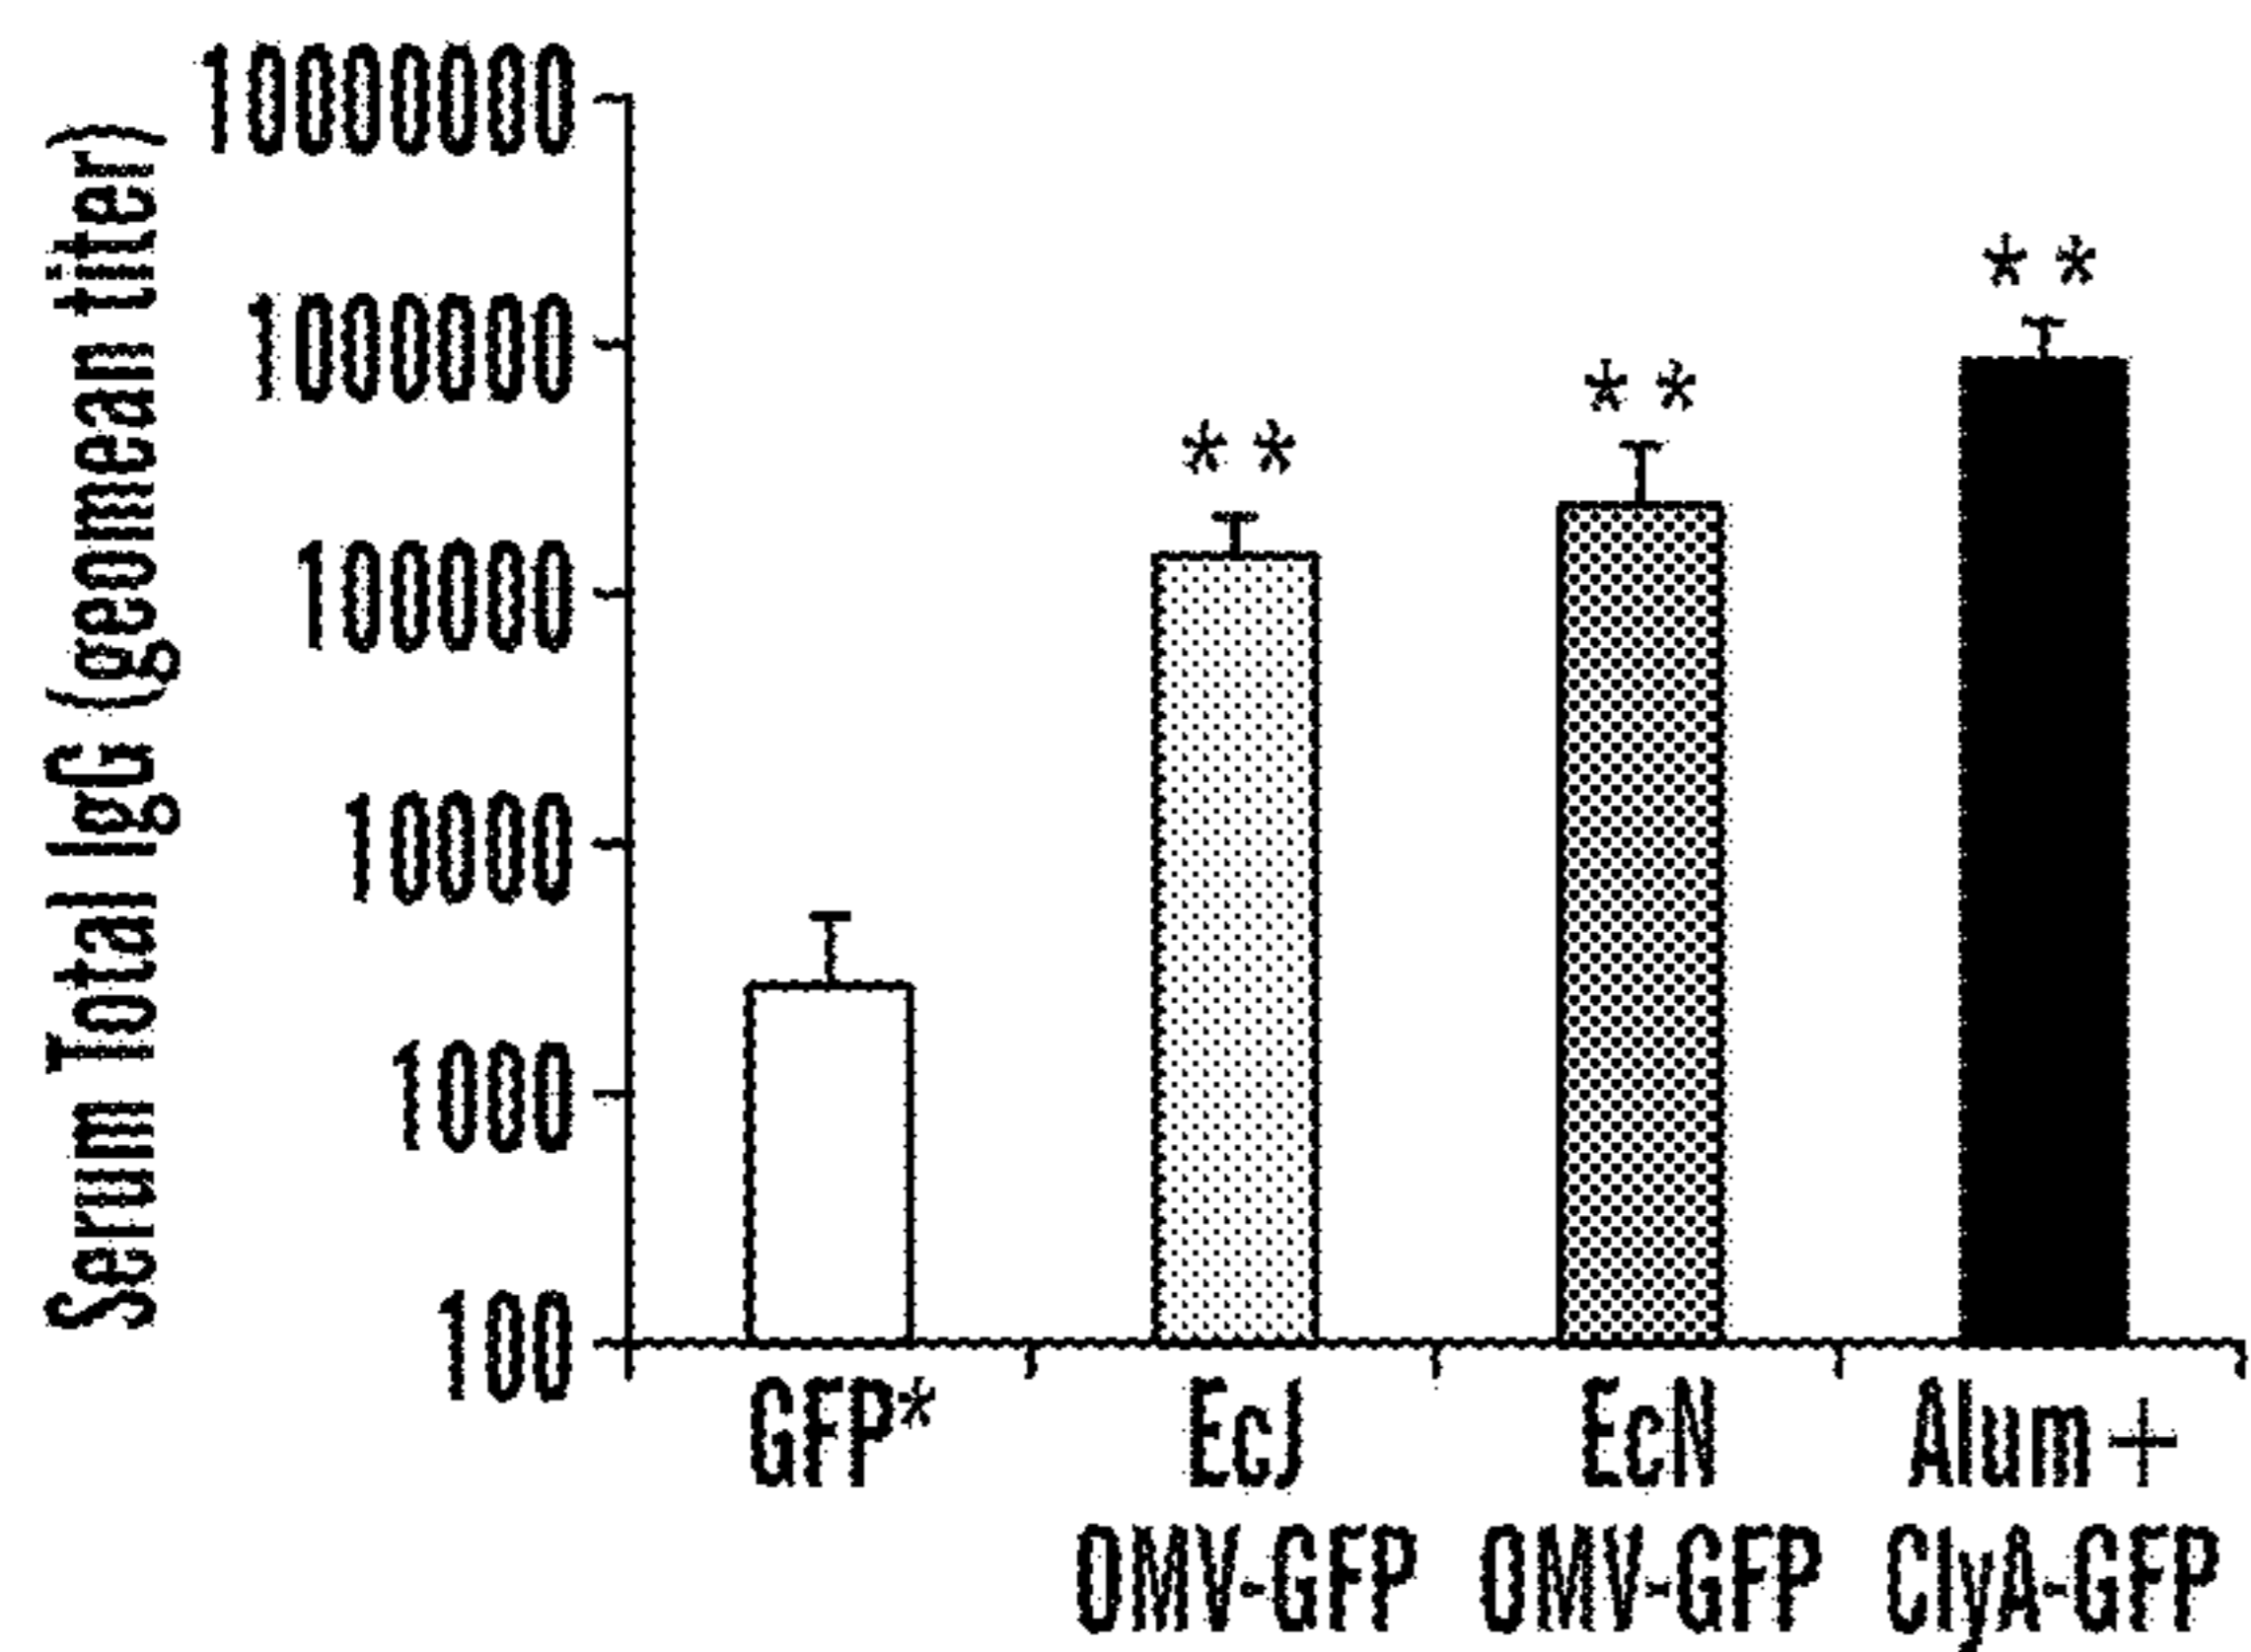 Serum Total IgG (geomean titer)
10000000
1000000
100000
10000
1000
100
**
**
**
GFP*
EcJ
OMV-GFP
EcN
OMV-GFP
Alum +
ClyA-GFP